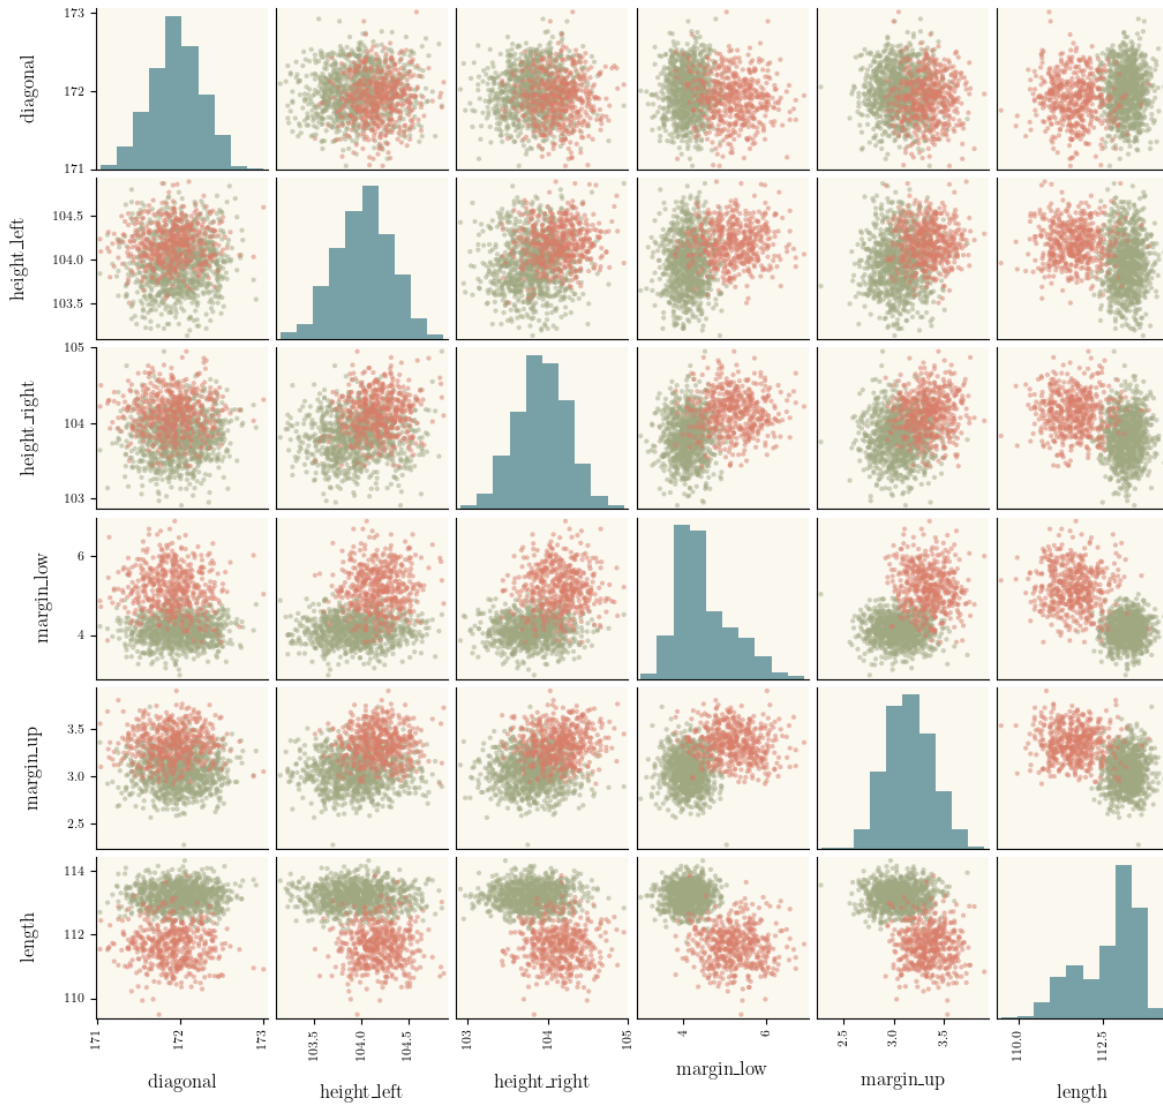 173
172
171
diagonal
104.5
104.0
103.5
height_left
105
104
103
height_right
6
4
margin_low
3.5
3.0
2.5
margin_up
114
112
110
length
171 172 173
103.5 104.0 104.5
103 104 105
4 6
2.5 3.0 3.5
110.0 112.5
diagonal height_left height_right margin_low margin_up length